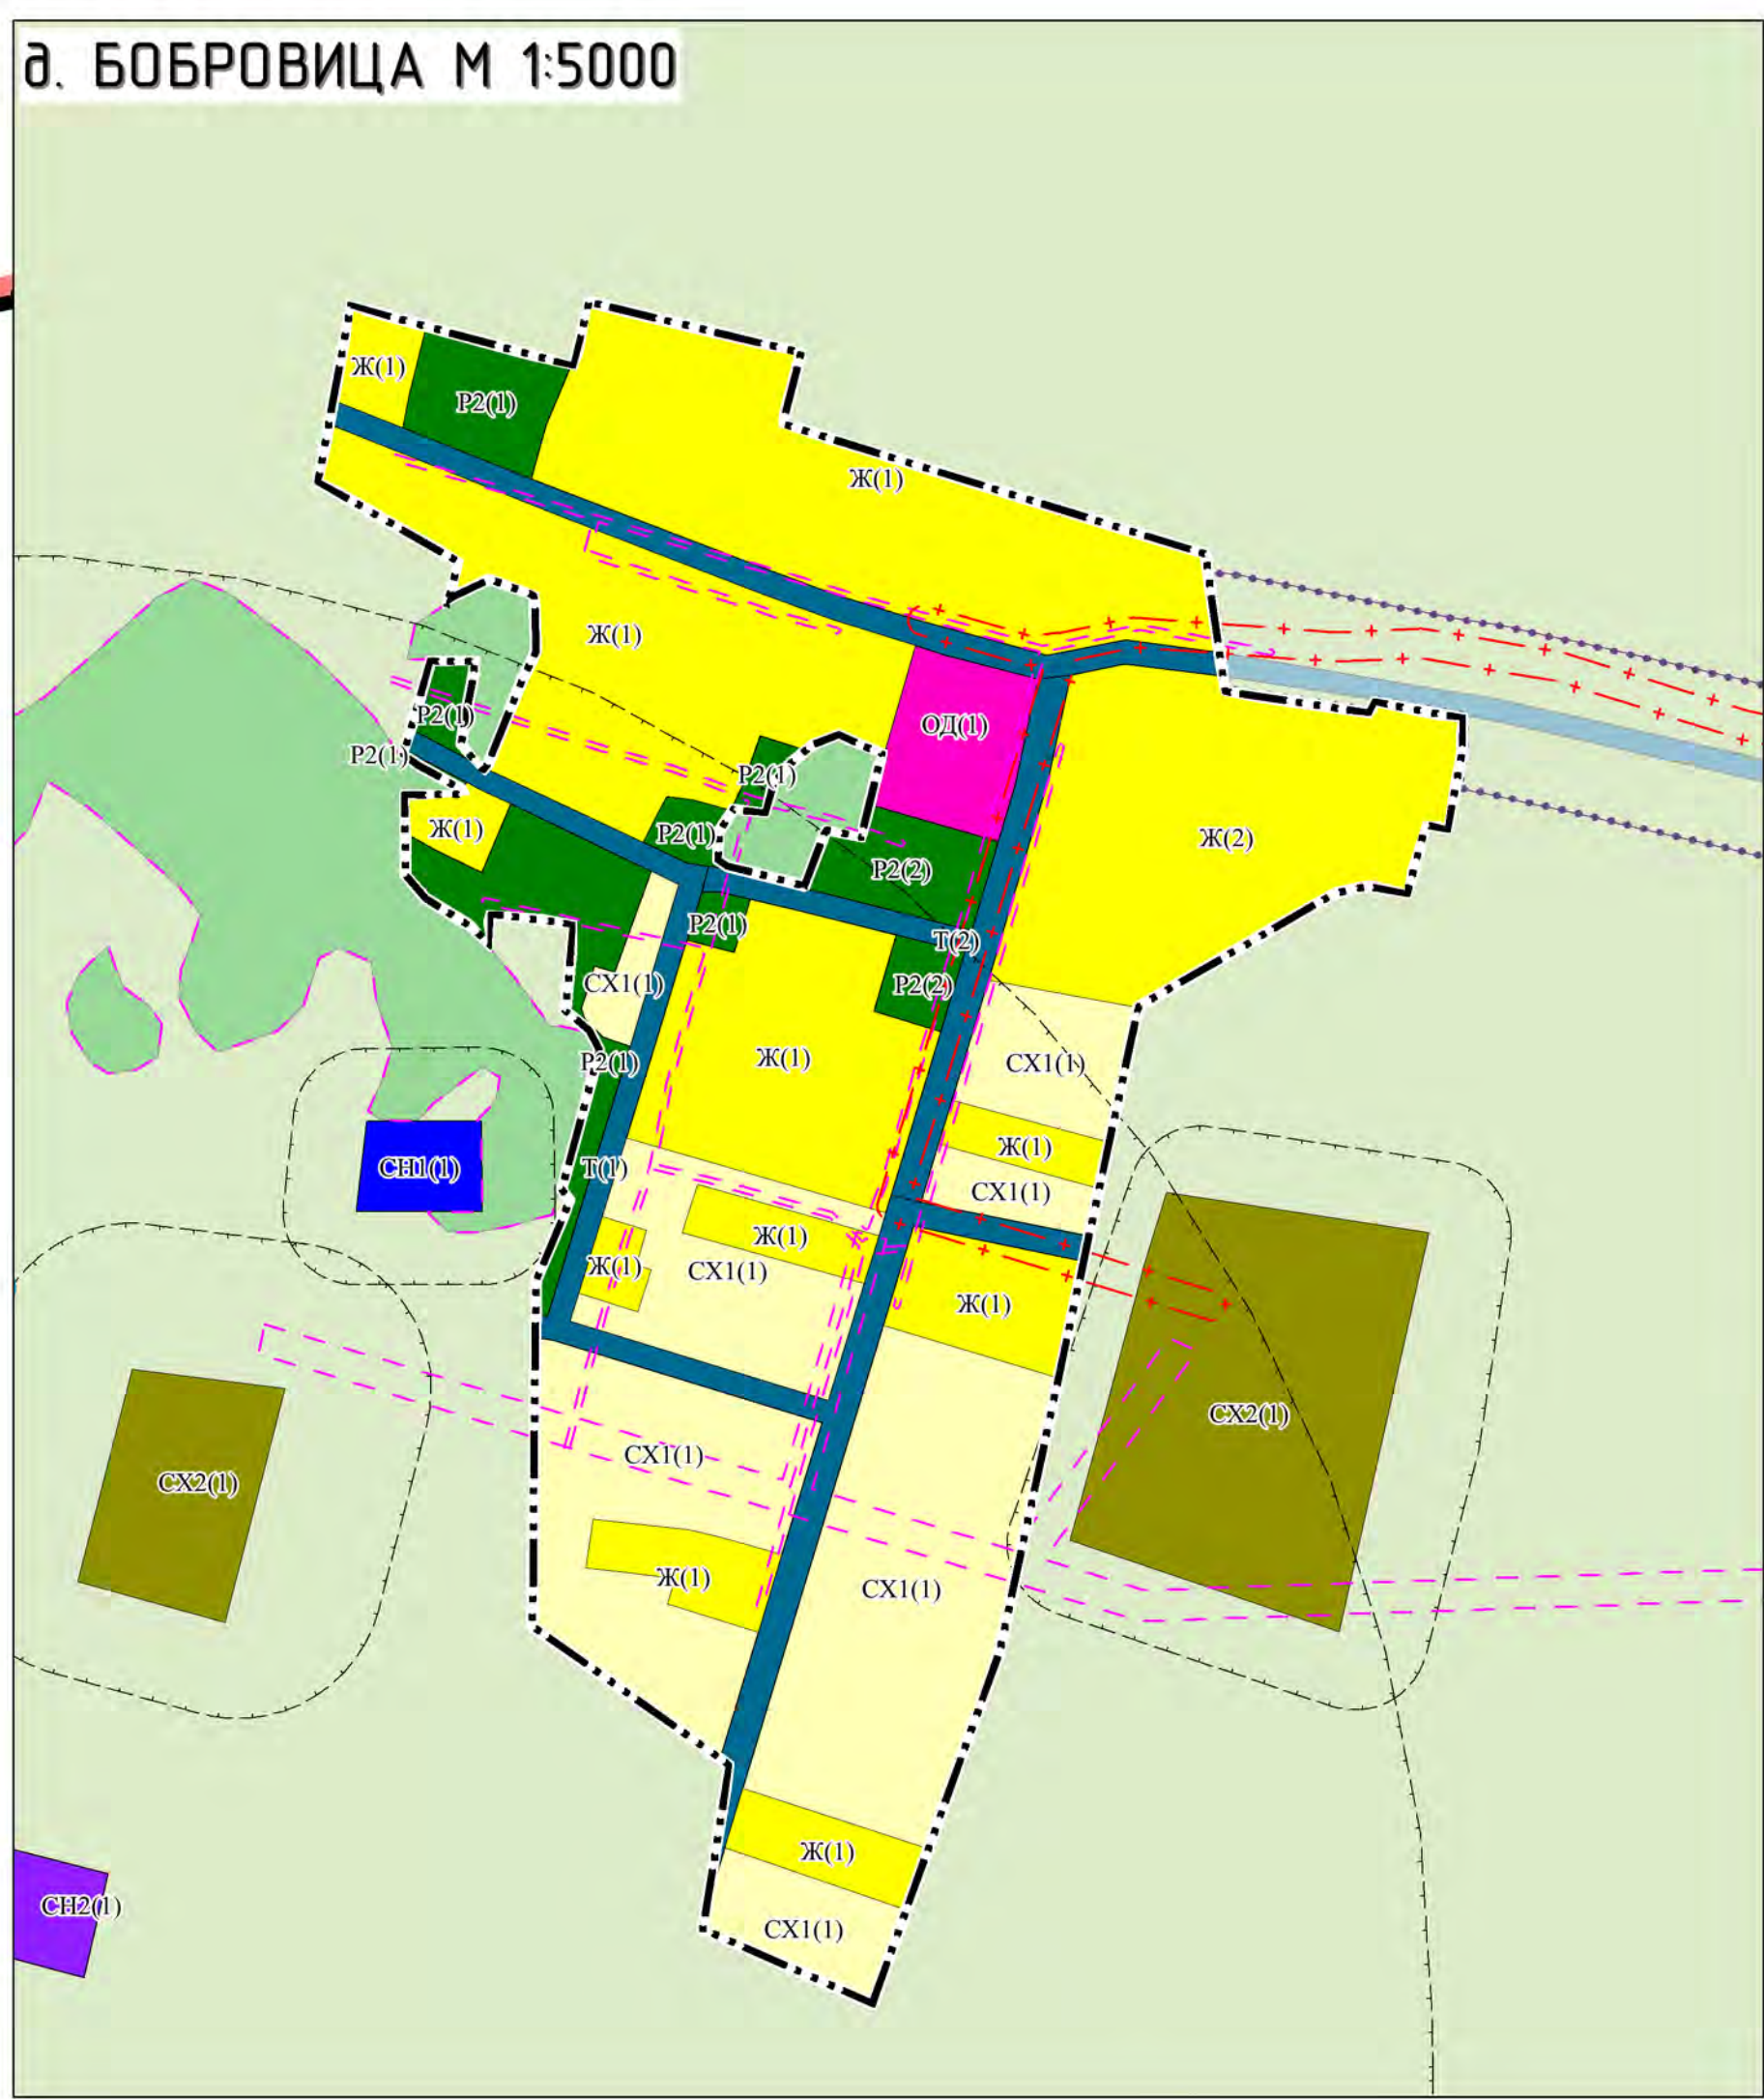 д. БОБРОВИЦА М 1:5000
Ж(1)
Р2(1)
Ж(1)
Ж(1)
Р2(1)
ОД(1)
Р2(1)
Р2(1)
Ж(1)
Р2(1)
Ж(2)
Р2(2)
Р2(1)
Т(2)
СХ1(1)
Р2(2)
Р2(1)
Ж(1)
СХ1(1)
Ж(1)
СН1(1)
Т(1)
СХ1(1)
Ж(1)
Ж(1)
СХ1(1)
Ж(1)
СХ2(1)
СХ1(1)
СХ2(1)
Ж(1)
СХ1(1)
Ж(1)
СН2(1)
СХ1(1)